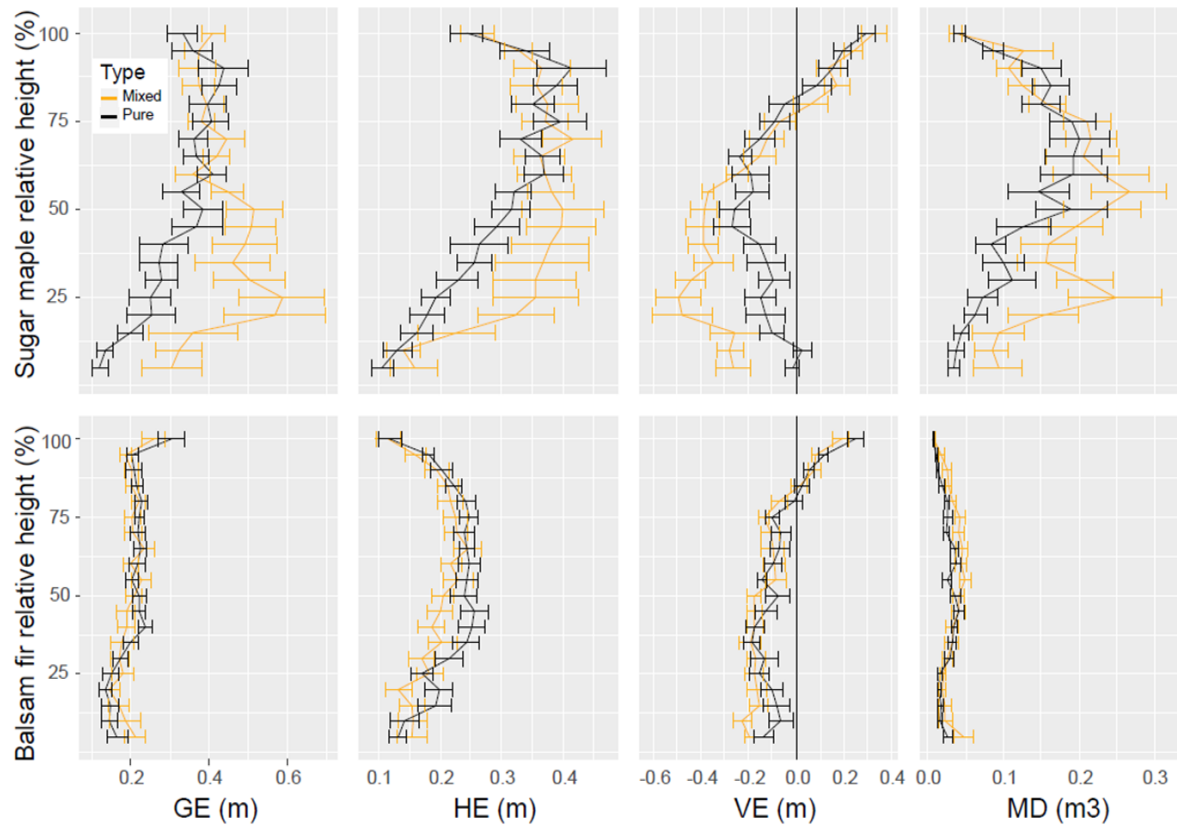 Sugar maple relative height (%)
100
75
50
25
Type
Mixed
Pure
Balsam fir relative height (%)
100
75
50
25
0.2 0.4 0.6
0.1 0.2 0.3 0.4
-0.6 -0.4 -0.2 0.0 0.2 0.4
0.0 0.1 0.2 0.3
GE (m)
HE (m)
VE (m)
MD (m3)